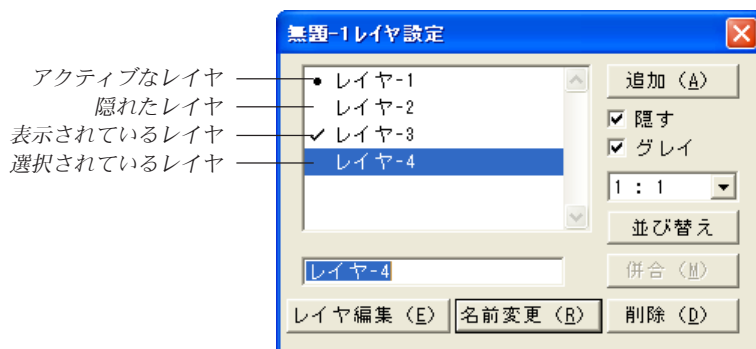 無題-1レイヤ設定
アクティブなレイヤ
隠れたレイヤ
表示されているレイヤ
選択されているレイヤ
レイヤ-1
レイヤ-2
レイヤ-3
レイヤ-4
追加 (A)
隠す
グレイ
1 : 1
並び替え
レイヤ-4
併合 (M)
レイヤ編集 (E)
名前変更 (R)
削除 (D)